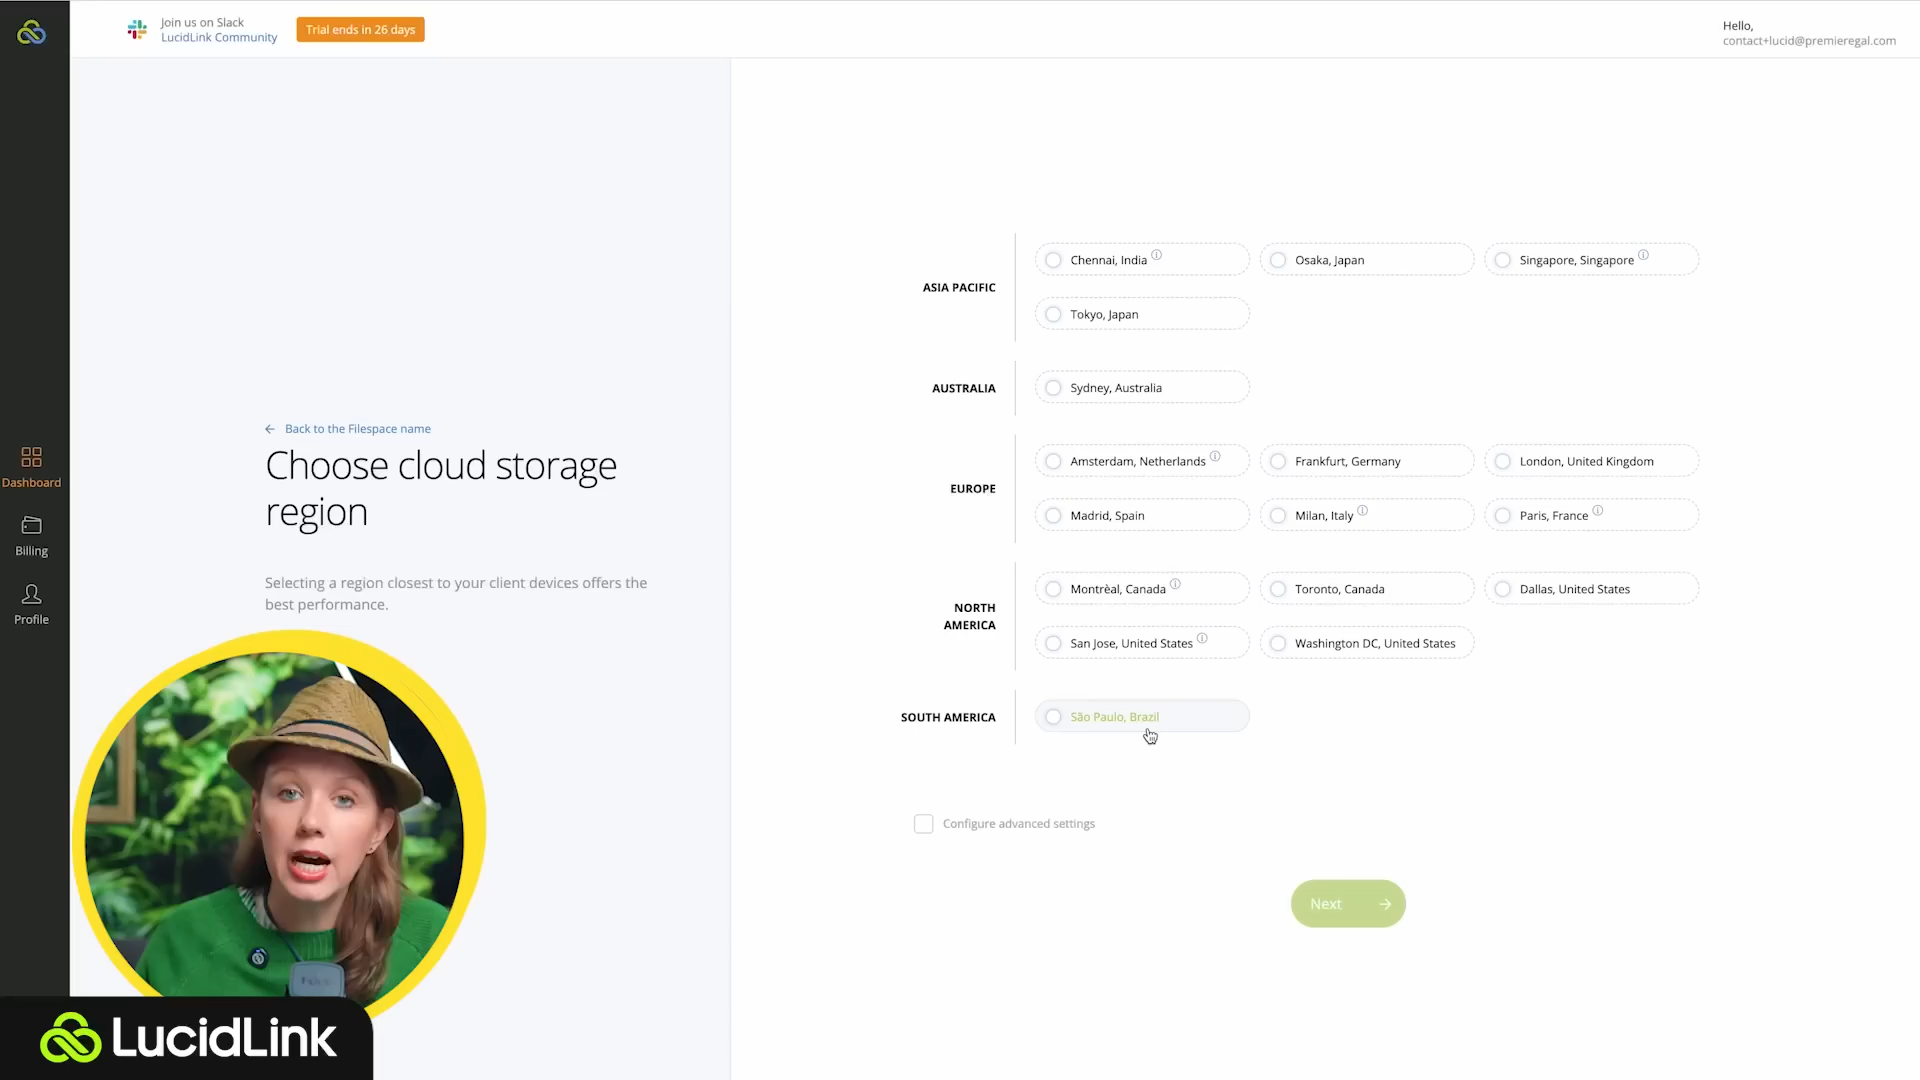 Join us on Slack
LucidLink Community
Trial ends in 26 days
Hello,
contact+lucid@premieregal.com
Dashboard
Billing
Profile
Back to the Filespace name
Choose cloud storage
region
Selecting a region closest to your client devices offers the
best performance.
ASIA PACIFIC
Chennai, India
Osaka, Japan
Singapore, Singapore
Tokyo, Japan
AUSTRALIA
Sydney, Australia
EUROPE
Amsterdam, Netherlands
Frankfurt, Germany
London, United Kingdom
Madrid, Spain
Milan, Italy
Paris, France
NORTH
AMERICA
Montrèal, Canada
Toronto, Canada
Dallas, United States
San Jose, United States
Washington DC, United States
SOUTH AMERICA
São Paulo, Brazil
Configure advanced settings
Next
LucidLink